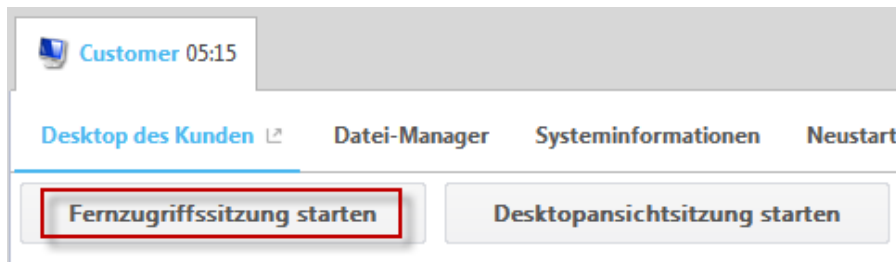 Customer 05:15
Desktop des Kunden Datei-Manager Systeminformationen Neustart
Fernzugriffssitzung starten Desktopansichtsitzung starten